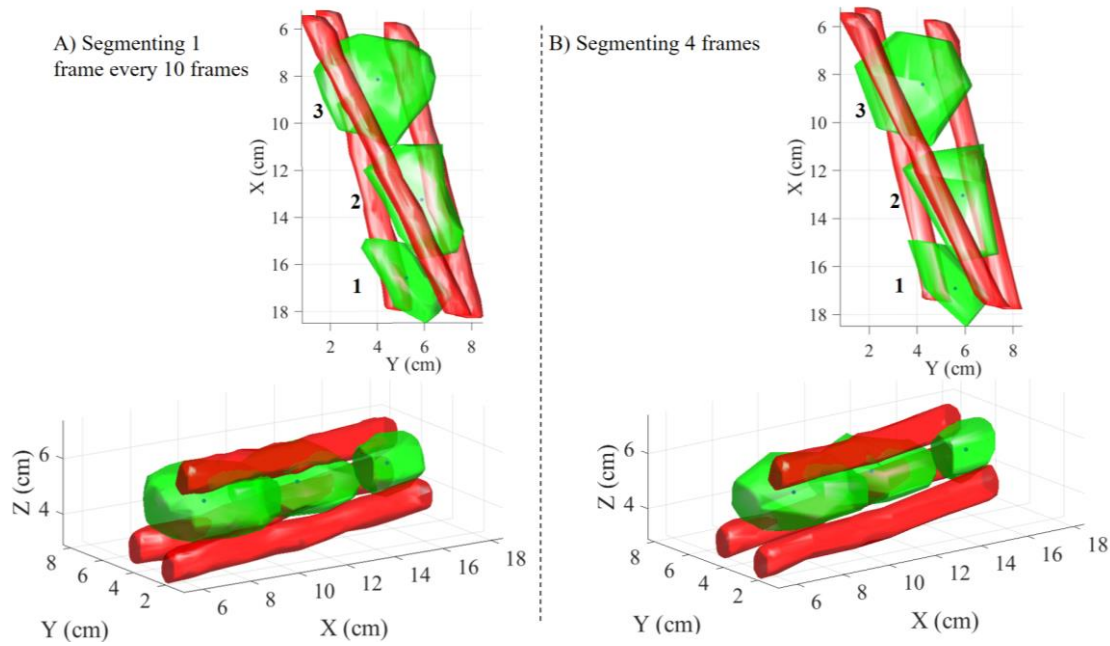 A) Segmenting 1
frame every 10 frames
6
8
10
12
14
16
18
X (cm)
3
2
1
2 4 6 8
Y (cm)
B) Segmenting 4 frames
6
8
10
12
14
16
18
X (cm)
3
2
1
2 4 6 8
Y (cm)
Z (cm)
6
4
8 6 4 2
Y (cm)
6 8 10 12 14 16 18
X (cm)
Z (cm)
6
4
8 6 4 2
Y (cm)
6 8 10 12 14 16 18
X (cm)